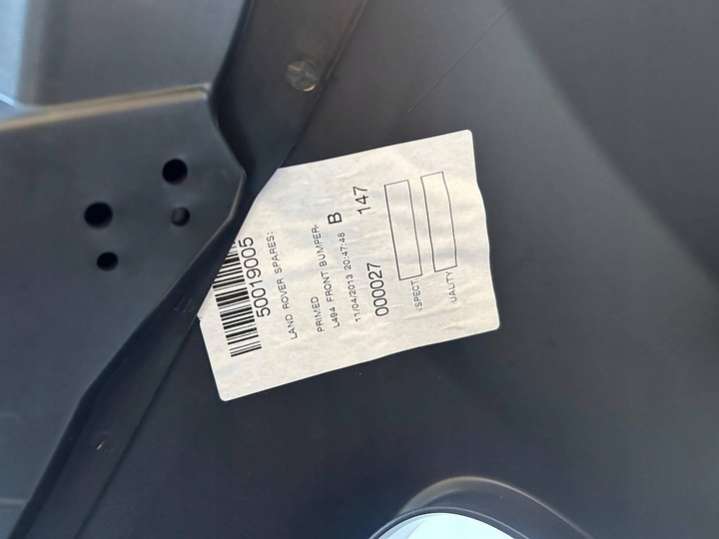 50019005
LAND ROVER SPARES:
PRIMED
L494 FRONT BUMPER-
11/04/2013 20:47:48 B
000027 147
SPECT
UALITY